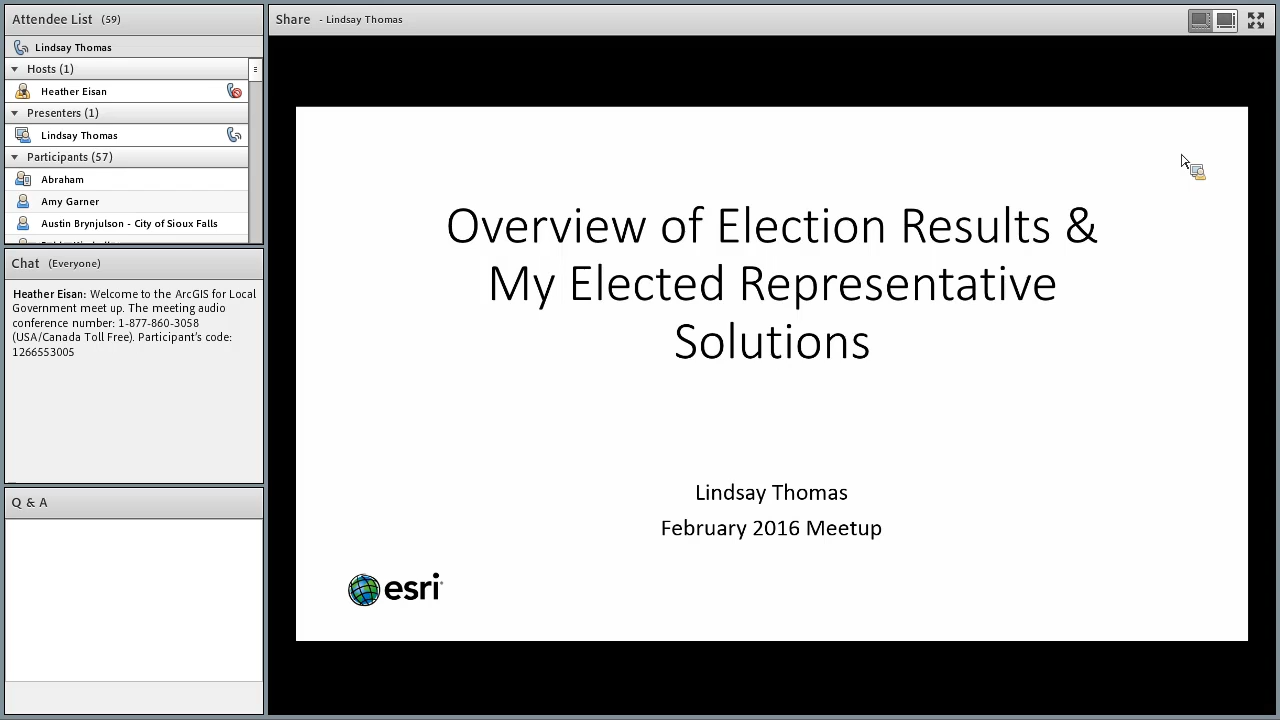 Attendee List (59)
Lindsay Thomas
Hosts (1)
Heather Eisan
Presenters (1)
Lindsay Thomas
Participants (57)
Abraham
Amy Garner
Austin Brynjulson - City of Sioux Falls
Chat (Everyone)
Heather Eisan: Welcome to the ArcGIS for Local
Government meet up. The meeting audio
conference number: 1-877-860-3058
(USA/Canada Toll Free). Participant's code:
1266553005
Q & A
Share - Lindsay Thomas
Overview of Election Results &
My Elected Representative
Solutions
Lindsay Thomas
February 2016 Meetup
esri